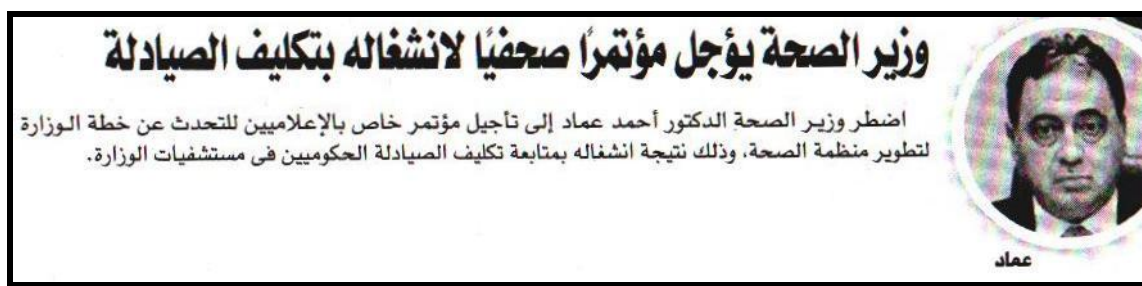 وزير الصحة يؤجل مؤتمرًا صحفيًا لانشغاله بتكليف الصيادلة
اضطر وزير الصحة الدكتور أحمد عماد إلى تأجيل مؤتمر خاص بالإعلاميين للتحدث عن خطة الوزارة
لتطوير منظمة الصحة، وذلك نتيجة انشغاله بمتابعة تكليف الصيادلة الحكوميين فى مستشفيات الوزارة.
عماد